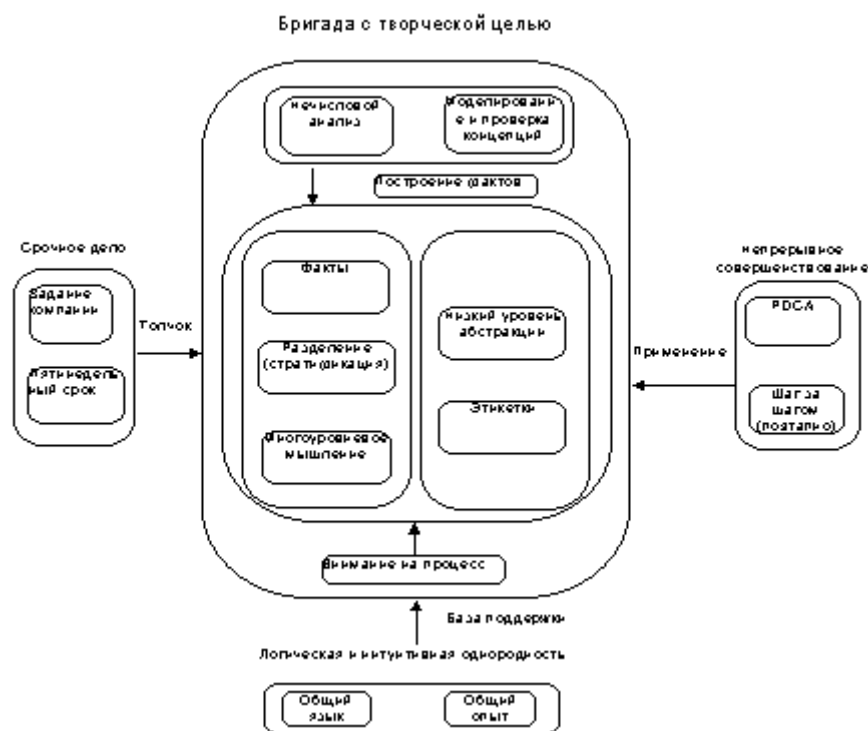 Бригада с творческой целью
Нечисловой
анализ
Моделировани
е и проверка
концепций
Построение фактов
Срочное дело
Задание
компании
Пятинедель
ный срок
Толчок
Факты
Разделение
(стратификация)
Многоуровневое
мышление
Низкий уровень
абстракции
Этикетки
Непрерывное
совершенствование
PDCA
Шаг за
шагом
(поэтапно)
Применение
Внимание на процесс
База поддержки
Логическая и интуитивная однородность
Общий
язык
Общий
опыт